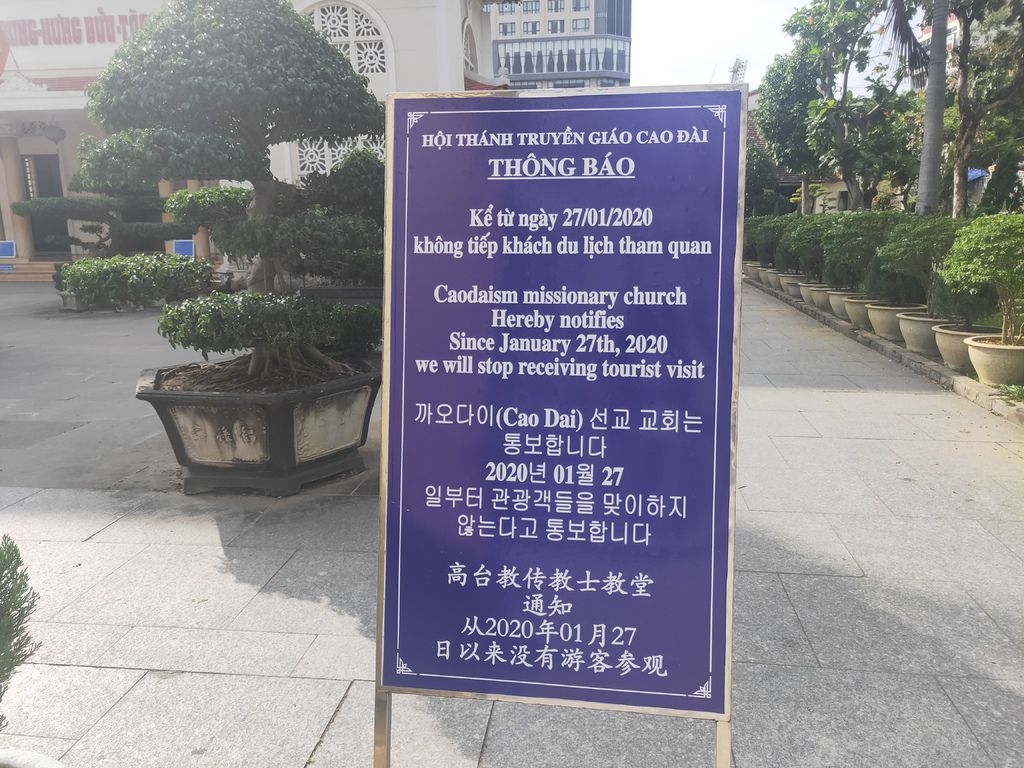 HƯNG BỬU
HỘI THÁNH TRUYỀN GIÁO CAO ĐÀI
THÔNG BÁO
Kể từ ngày 27/01/2020
không tiếp khách du lịch tham quan
Caodaism missionary church
Hereby notifies
Since January 27th, 2020
we will stop receiving tourist visit
까오다이(Cao Dai) 선교 교회는
통보합니다
2020년 01월 27
일부터 관광객들을 맞이하지
않는다고 통보합니다
高台教传教士教堂
通知
从2020年01月27
日以来没有游客参观